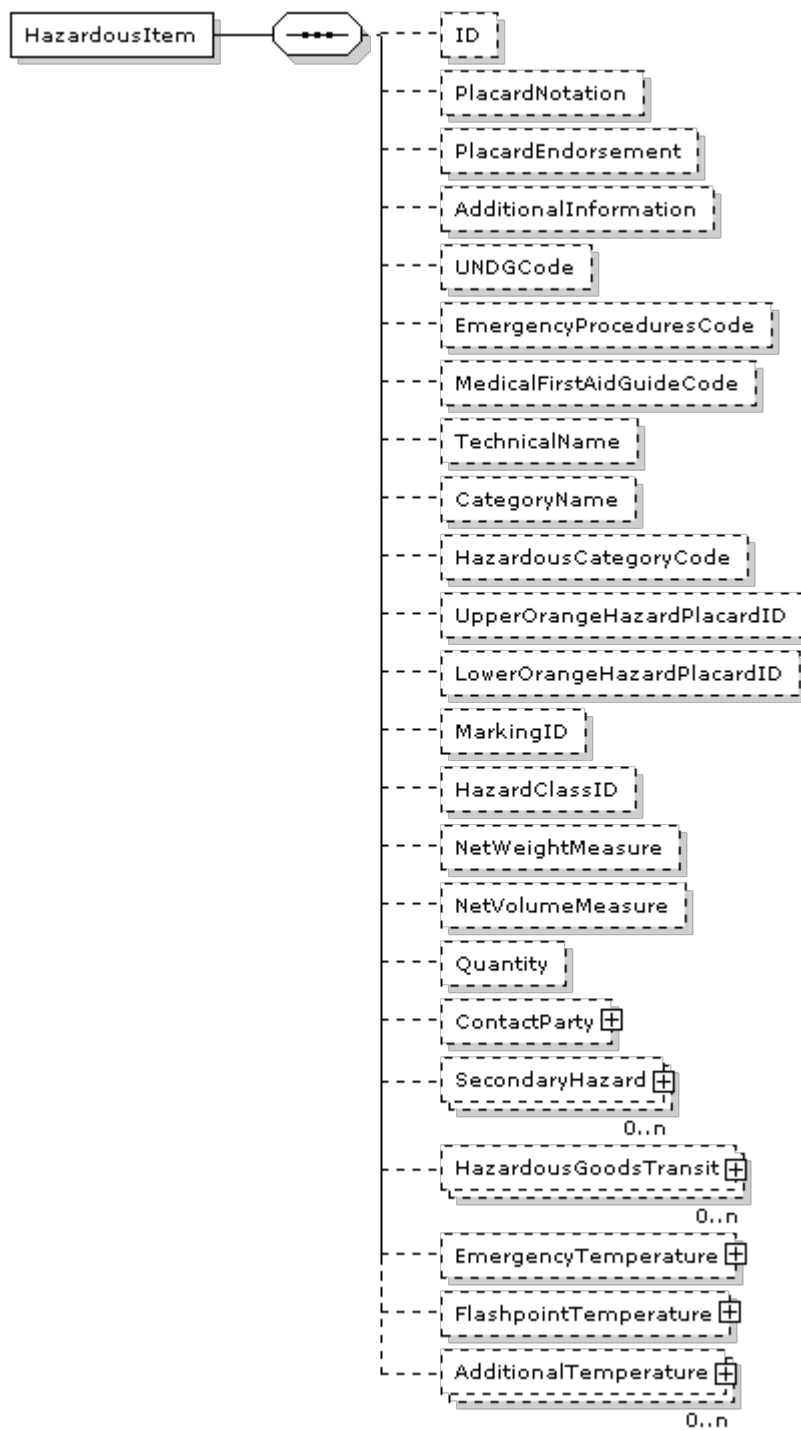 HazardousItem
ID
PlacardNotation
PlacardEndorsement
AdditionalInformation
UNDGCode
EmergencyProceduresCode
MedicalFirstAidGuideCode
TechnicalName
CategoryName
HazardousCategoryCode
UpperOrangeHazardPlacardID
LowerOrangeHazardPlacardID
MarkingID
HazardClassID
NetWeightMeasure
NetVolumeMeasure
Quantity
ContactParty
SecondaryHazard
0..n
HazardousGoodsTransit
0..n
EmergencyTemperature
FlashpointTemperature
AdditionalTemperature
0..n